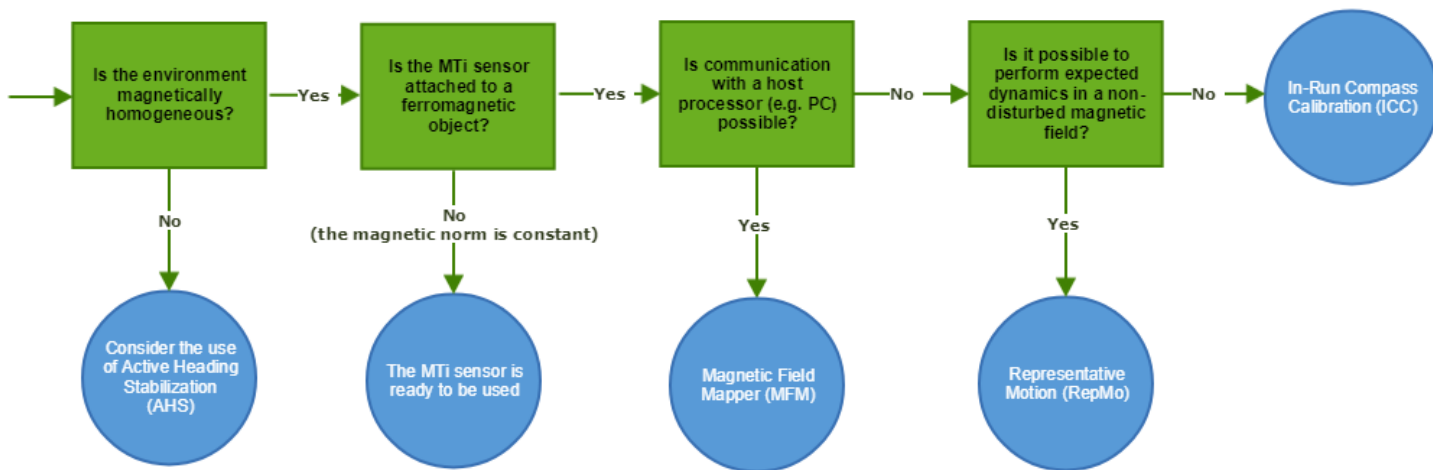 Is the environment
magnetically
homogeneous?
Yes
Is the MTi sensor
attached to a
ferromagnetic
object?
Yes
Is communication
with a host
processor (e.g. PC)
possible?
No
Is it possible to
perform expected
dynamics in a non-
disturbed magnetic
field?
No
In-Run Compass
Calibration (ICC)
No
No
(the magnetic norm is constant)
Yes
Yes
Consider the use
of Active Heading
Stabilization
(AHS)
The MTi sensor is
ready to be used
Magnetic Field
Mapper (MFM)
Representative
Motion (RepMo)